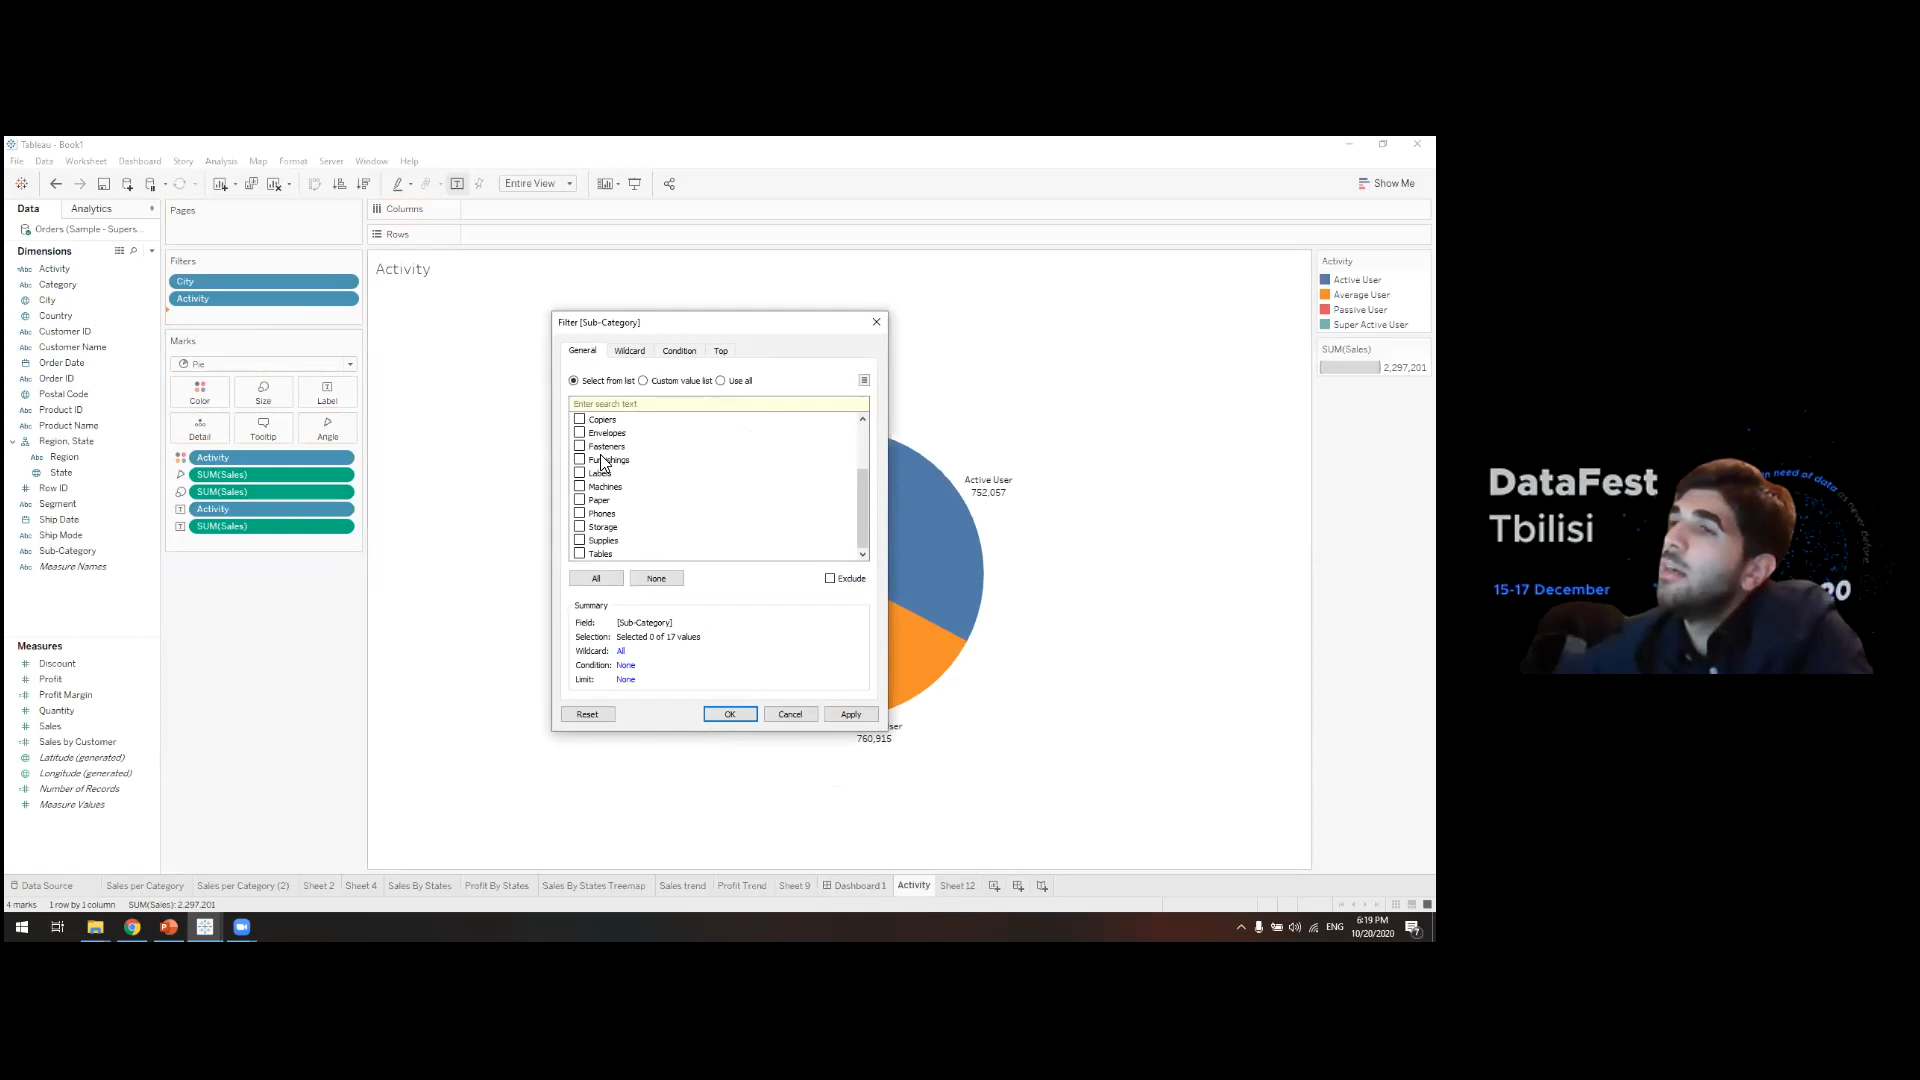 Tableau - Book1
File Data Worksheet Dashboard Story Analysis Map Format Server Window Help
Entire View
Show Me
Data Analytics
Orders (Sample - Supers...
Dimensions
Activity
Category
City
Country
Customer ID
Customer Name
Order Date
Order ID
Postal Code
Product ID
Product Name
Region, State
Region
State
Row ID
Segment
Ship Date
Ship Mode
Sub-Category
Measure Names
Measures
Discount
Profit
Profit Margin
Quantity
Sales
Sales by Customer
Latitude (generated)
Longitude (generated)
Number of Records
Measure Values
Pages
Filters
City
Activity
Marks
Pie
Color Size Label
Detail Tooltip Angle
Activity
SUM(Sales)
SUM(Sales)
Activity
SUM(Sales)
Columns
Rows
Activity
Filter [Sub-Category]
General Wildcard Condition Top
Select from list Custom value list Use all
Enter search text
Copiers
Envelopes
Fasteners
Furnishings
Labels
Machines
Paper
Phones
Storage
Supplies
Tables
All None Exclude
Summary
Field: [Sub-Category]
Selection: Selected 0 of 17 values
Wildcard: All
Condition: None
Limit: None
Reset OK Cancel Apply
Active User
752,057
760,915
Activity
Active User
Average User
Passive User
Super Active User
SUM(Sales)
2,297,201
Data Source Sales per Category Sales per Category (2) Sheet 2 Sheet 4 Sales By States Profit By States Sales By States Treemap Sales trend Profit Trend Sheet 9 Dashboard 1 Activity Sheet 12
4 marks 1 row by 1 column SUM(Sales): 2,297,201
ENG
6:19 PM
10/20/2020
DataFest
Tbilisi
15-17 December
in need of data as never before
20